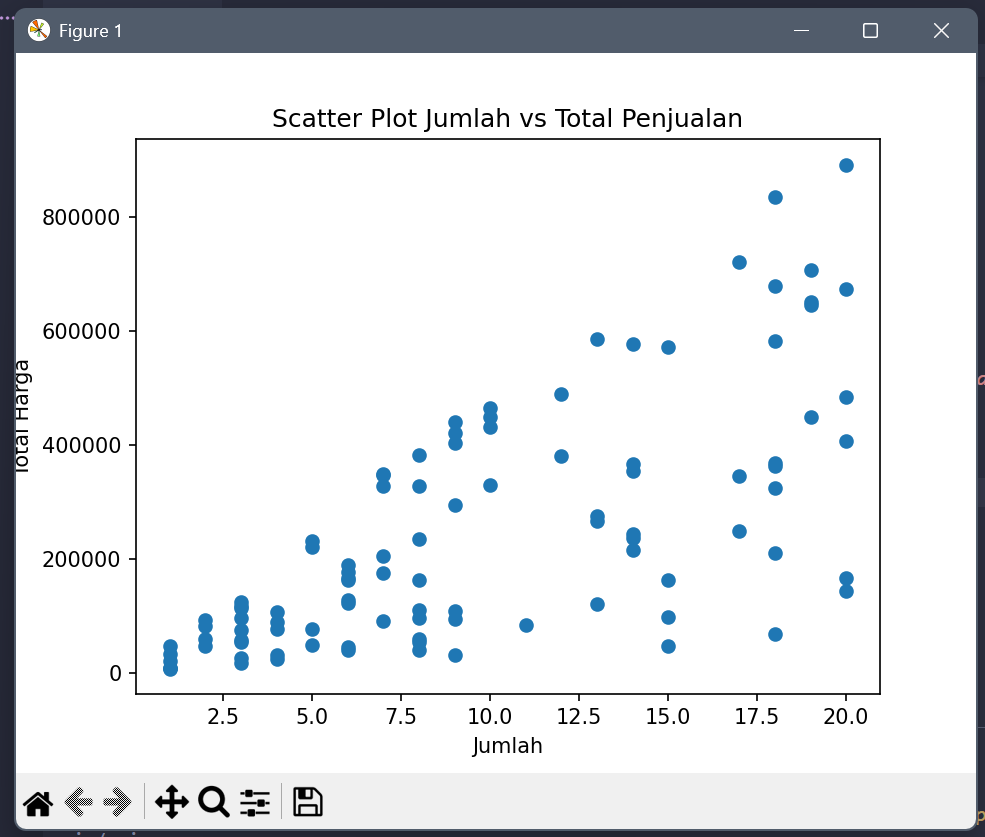 Figure 1
Scatter Plot Jumlah vs Total Penjualan
800000
600000
400000
200000
0
Total Harga
2.5 5.0 7.5 10.0 12.5 15.0 17.5 20.0
Jumlah